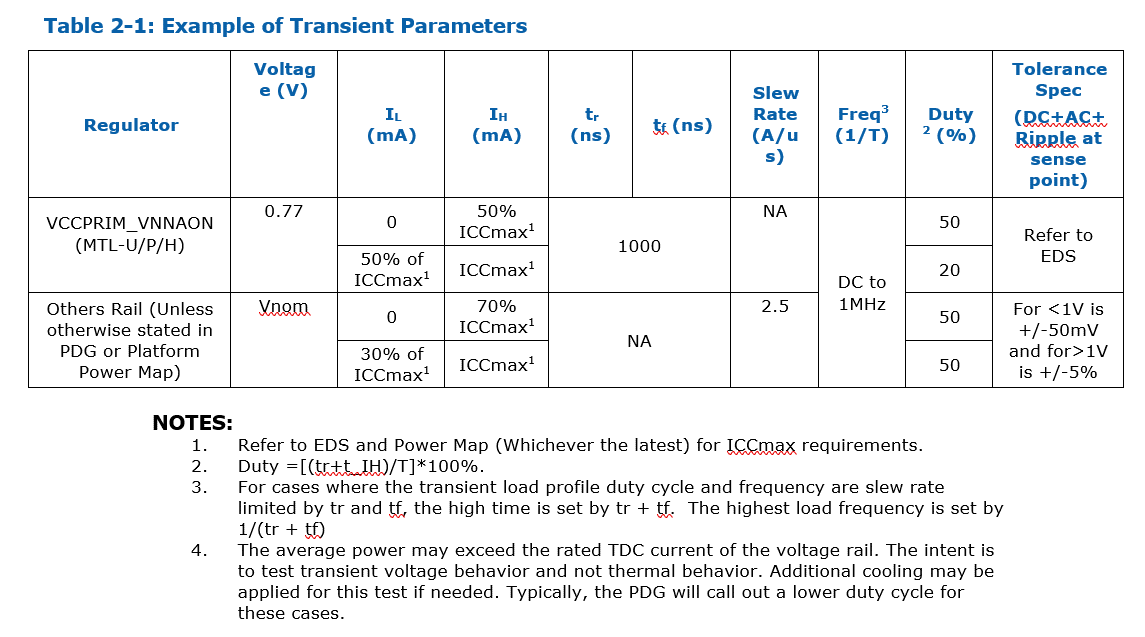 Table 2-1: Example of Transient Parameters
Regulator
Voltag
e (V)
IL
(mA)
IH
(mA)
tr
(ns)
tf (ns)
Slew
Rate
(A/u
s)
Freq3
(1/T)
Duty
2 (%)
Tolerance
Spec
(DC+AC+
Ripple at
sense
point)
VCCPRIM_VNNAON
(MTL-U/P/H)
0.77
0
50%
ICCmax1
1000
NA
DC to
1MHz
50
Refer to
EDS
50% of
ICCmax1
ICCmax1
20
Others Rail (Unless
otherwise stated in
PDG or Platform
Power Map)
Vnom
0
70%
ICCmax1
NA
2.5
50
For <1V is
+/-50mV
and for>1V
is +/-5%
30% of
ICCmax1
ICCmax1
50
NOTES:
1. Refer to EDS and Power Map (Whichever the latest) for ICCmax requirements.
2. Duty =[(tr+t_IH)/T]*100%.
3. For cases where the transient load profile duty cycle and frequency are slew rate
limited by tr and tf, the high time is set by tr + tf. The highest load frequency is set by
1/(tr + tf)
4. The average power may exceed the rated TDC current of the voltage rail. The intent is
to test transient voltage behavior and not thermal behavior. Additional cooling may be
applied for this test if needed. Typically, the PDG will call out a lower duty cycle for
these cases.